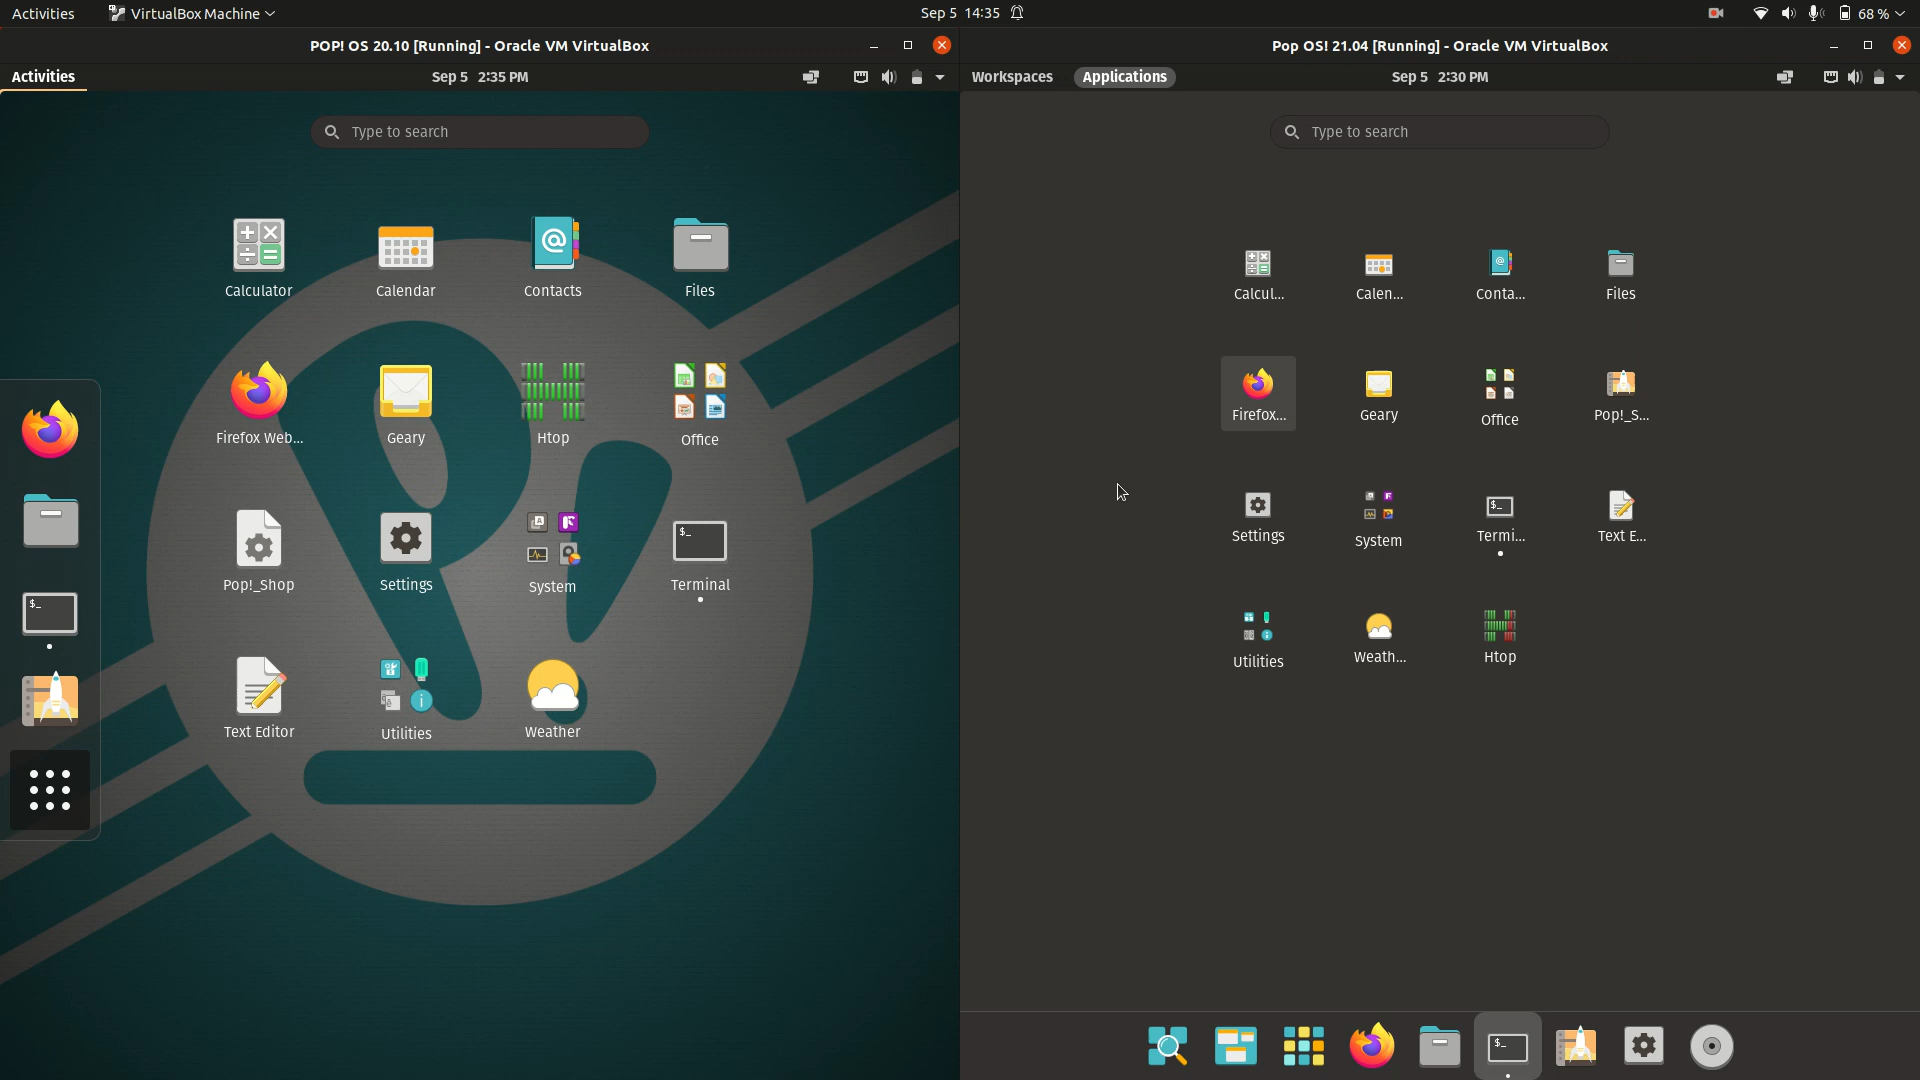 Activities VirtualBox Machine Sep 5 14:35 68 %
POP! OS 20.10 [Running] - Oracle VM VirtualBox
Activities Sep 5 2:35 PM
Type to search
Calculator Calendar Contacts Files
Firefox Web... Geary Htop Office
Pop!_Shop Settings System Terminal
Text Editor Utilities Weather
Pop OS! 21.04 [Running] - Oracle VM VirtualBox
Workspaces Applications Sep 5 2:30 PM
Type to search
Calcul... Calen... Conta... Files
Firefox... Geary Office Pop!_S...
Settings System Termi... Text E...
Utilities Weath... Htop